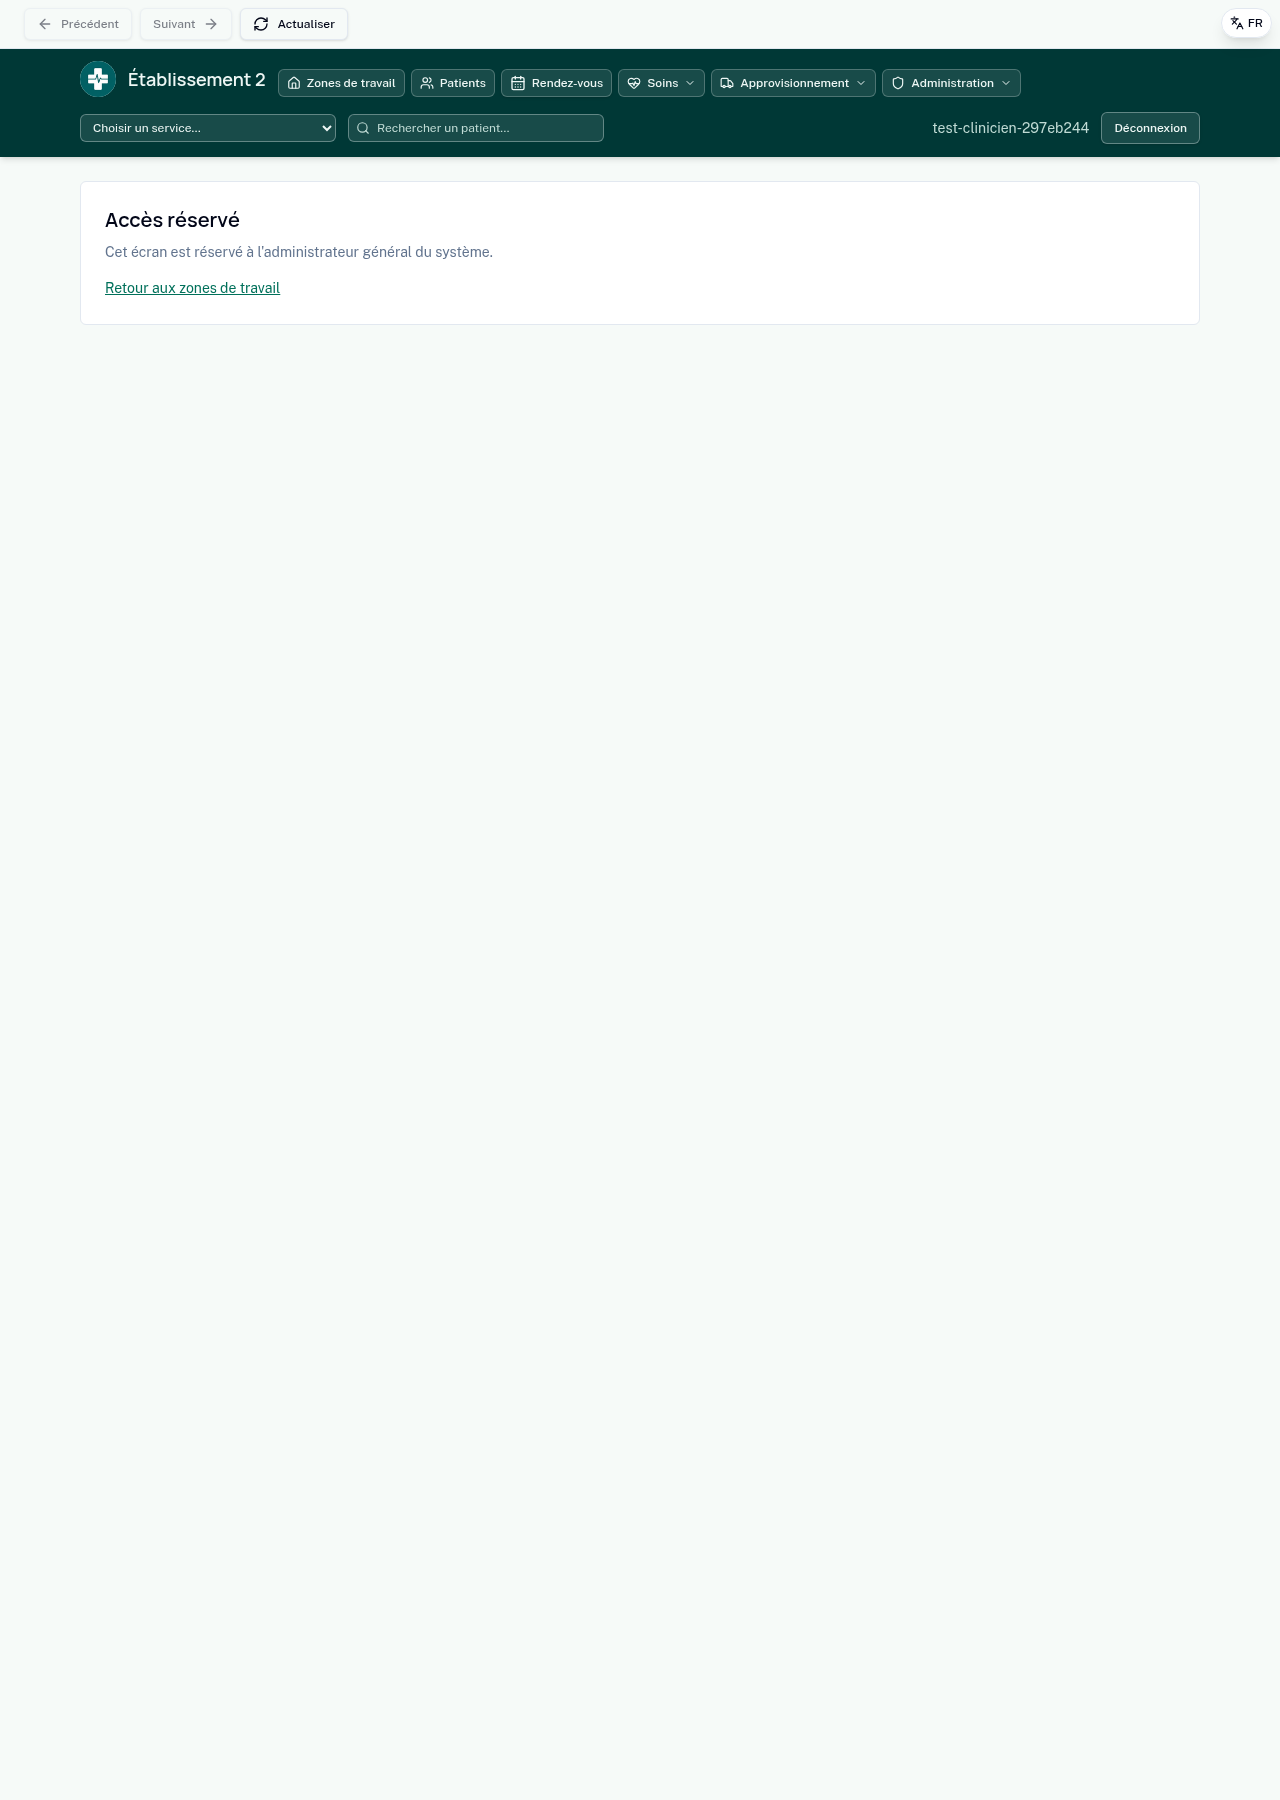 Précédent
Suivant
Actualiser
FR
Établissement 2
Zones de travail
Patients
Rendez-vous
Soins
Approvisionnement
Administration
Choisir un service...
Rechercher un patient...
test-clinicien-297eb244
Déconnexion
Accès réservé
Cet écran est réservé à l'administrateur général du système.
Retour aux zones de travail